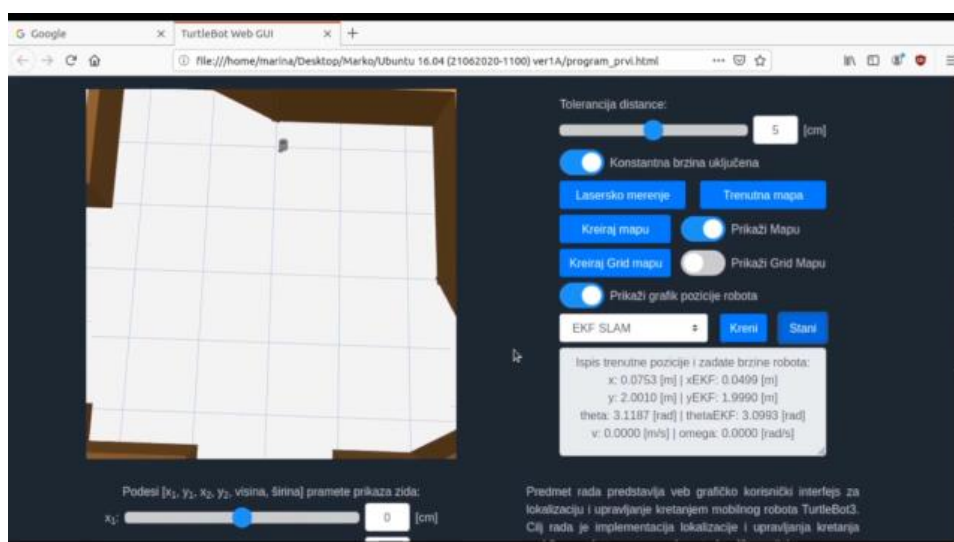 Google
TurtleBot Web GUI
file:///home/marina/Desktop/Marko/Ubuntu 16.04 (21062020-1100) ver1A/program_prvi.html
Tolerancija distance:
5 [cm]
Konstantna brzina uključena
Lasersko merenje Trenutna mapa
Kreiraj mapu Prikaži Mapu
Kreiraj Grid mapu Prikaži Grid Mapu
Prikaži grafik pozicije robota
EKF SLAM Kreni Stani
Ispis trenutne pozicije i zadate brzine robota:
x: 0.0753 [m] | xEKF: 0.0499 [m]
y: 2.0010 [m] | yEKF: 1.9990 [m]
theta: 3.1187 [rad] | thetaEKF: 3.0993 [rad]
v: 0.0000 [m/s] | omega: 0.0000 [rad/s]
Podesi [x₁, y₁, x₂, y₂, visina, širina] pramete prikaza zida:
x₁: 0 [cm]
Predmet rada predstavlja veb grafičko korisnički interfejs za
lokalizaciju i upravljanje kretanjem mobilnog robota TurtleBot3.
Cilj rada je implementacija lokalizacije i upravljanja kretanja